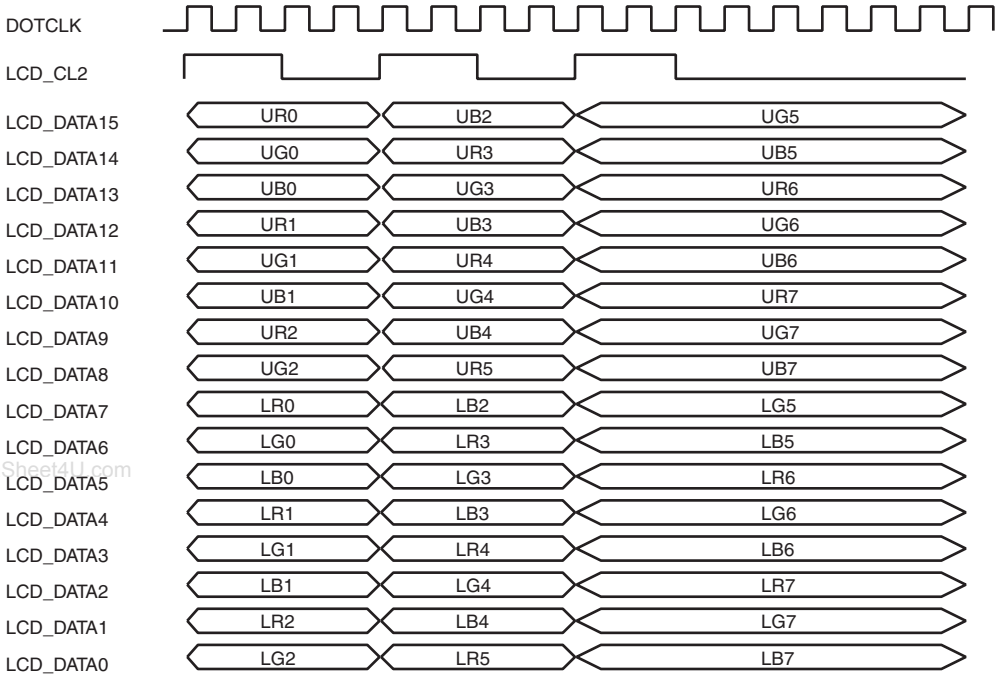 DOTCLK
LCD_CL2
LCD_DATA15 UR0 UB2 UG5
LCD_DATA14 UG0 UR3 UB5
LCD_DATA13 UB0 UG3 UR6
LCD_DATA12 UR1 UB3 UG6
LCD_DATA11 UG1 UR4 UB6
LCD_DATA10 UB1 UG4 UR7
LCD_DATA9 UR2 UB4 UG7
LCD_DATA8 UG2 UR5 UB7
LCD_DATA7 LR0 LB2 LG5
LCD_DATA6 LG0 LR3 LB5
Sheet4U.com
LCD_DATA5 LB0 LG3 LR6
LCD_DATA4 LR1 LB3 LG6
LCD_DATA3 LG1 LR4 LB6
LCD_DATA2 LB1 LG4 LR7
LCD_DATA1 LR2 LB4 LG7
LCD_DATA0 LG2 LR5 LB7